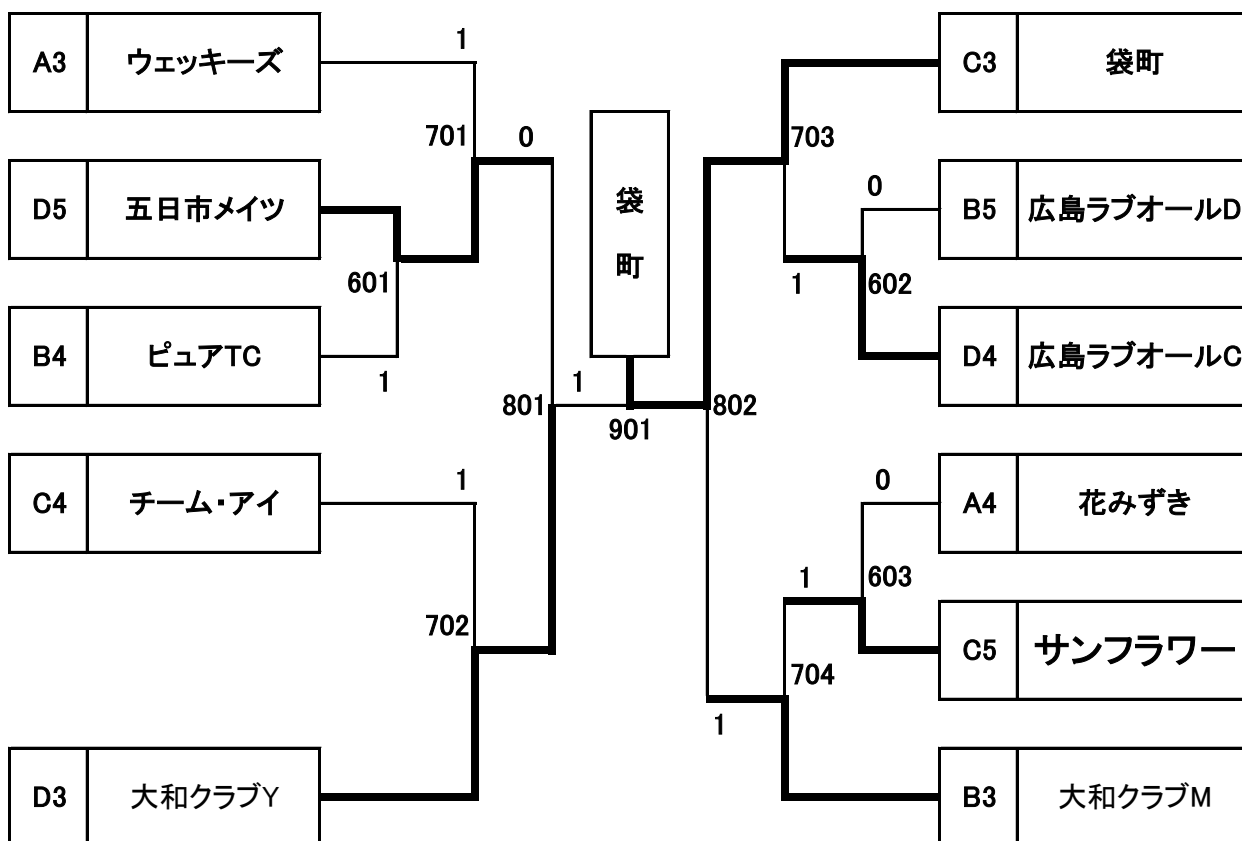 A3 ウェッキーズ 1
701 0
D5 五日市メイツ
601
B4 ピュアTC 1
801 1
C4 チーム・アイ 1
702
D3 大和クラブY
袋
町
901
C3 袋町
703
0 B5 広島ラブオールD
1 602
D4 広島ラブオールC
802
0 A4 花みずき
1 603
C5 サンフラワー
704
1
B3 大和クラブM